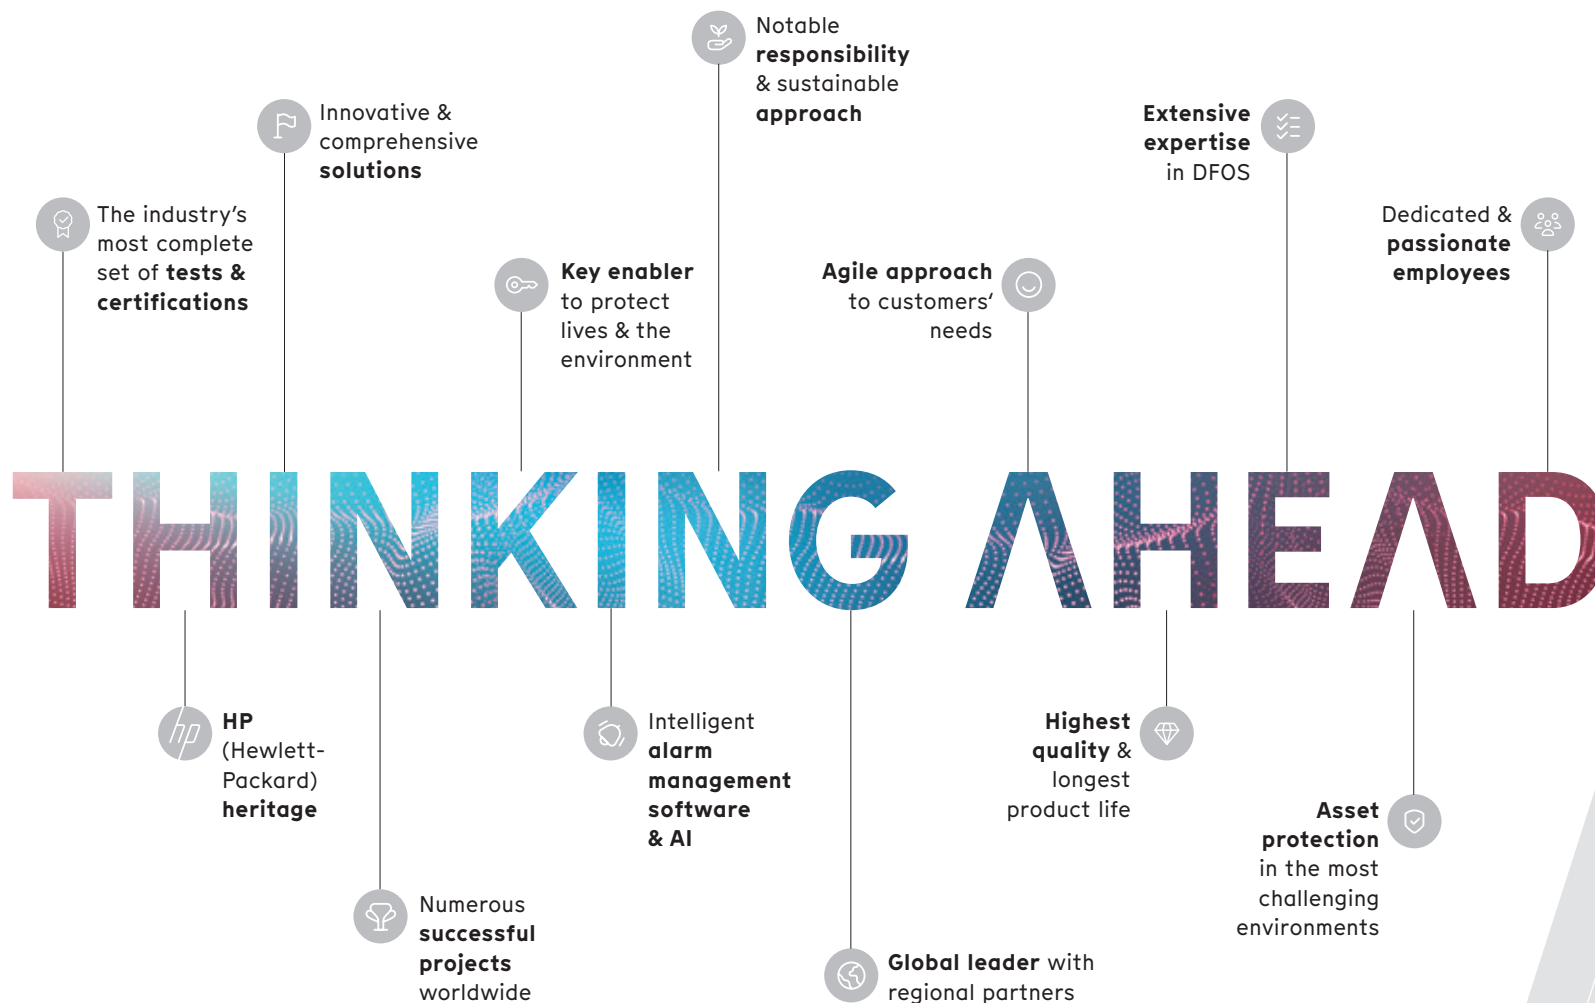 Notable
responsibility
& sustainable
approach
Innovative &
comprehensive
solutions
Extensive
expertise
in DFOS
The industry’s
most complete
set of tests &
certifications
Dedicated &
passionate
employees
Key enabler
to protect
lives & the
environment
Agile approach
to customers‘
needs
THINKING AHEAD
hp
HP
(Hewlett-
Packard)
heritage
Intelligent
alarm
management
software
& AI
Highest
quality &
longest
product life
Asset
protection
in the most
challenging
environments
Numerous
successful
projects
worldwide
Global leader with
regional partners